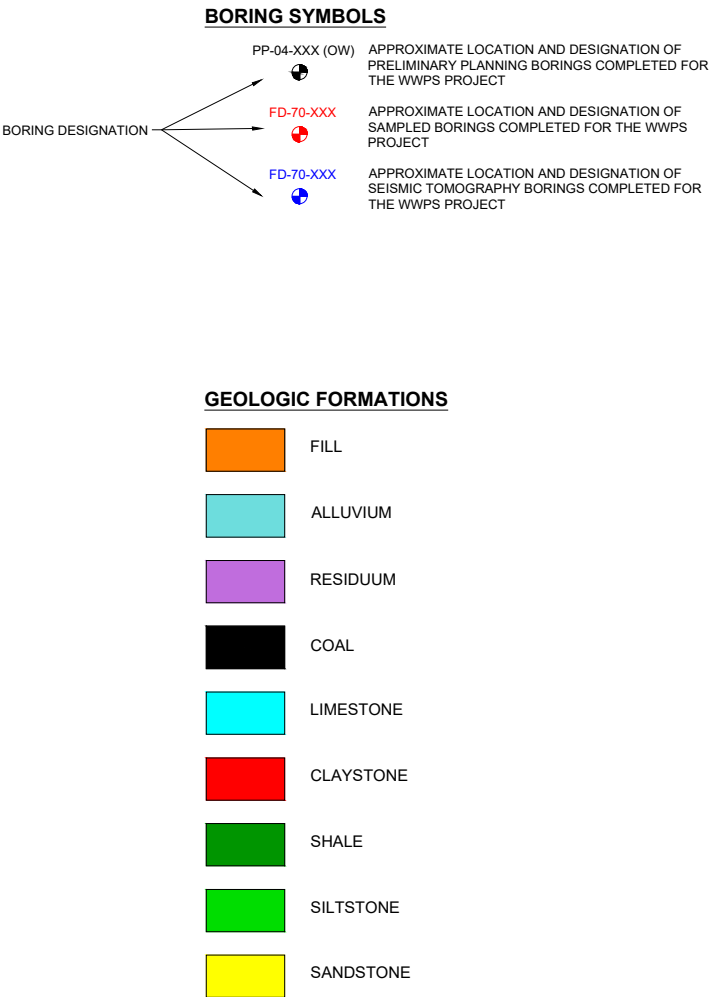 BORING SYMBOLS
PP-04-XXX (OW)
APPROXIMATE LOCATION AND DESIGNATION OF
PRELIMINARY PLANNING BORINGS COMPLETED FOR
THE WWPS PROJECT
BORING DESIGNATION
FD-70-XXX
APPROXIMATE LOCATION AND DESIGNATION OF
SAMPLED BORINGS COMPLETED FOR THE WWPS
PROJECT
FD-70-XXX
APPROXIMATE LOCATION AND DESIGNATION OF
SEISMIC TOMOGRAPHY BORINGS COMPLETED FOR
THE WWPS PROJECT
GEOLOGIC FORMATIONS
FILL
ALLUVIUM
RESIDUUM
COAL
LIMESTONE
CLAYSTONE
SHALE
SILTSTONE
SANDSTONE